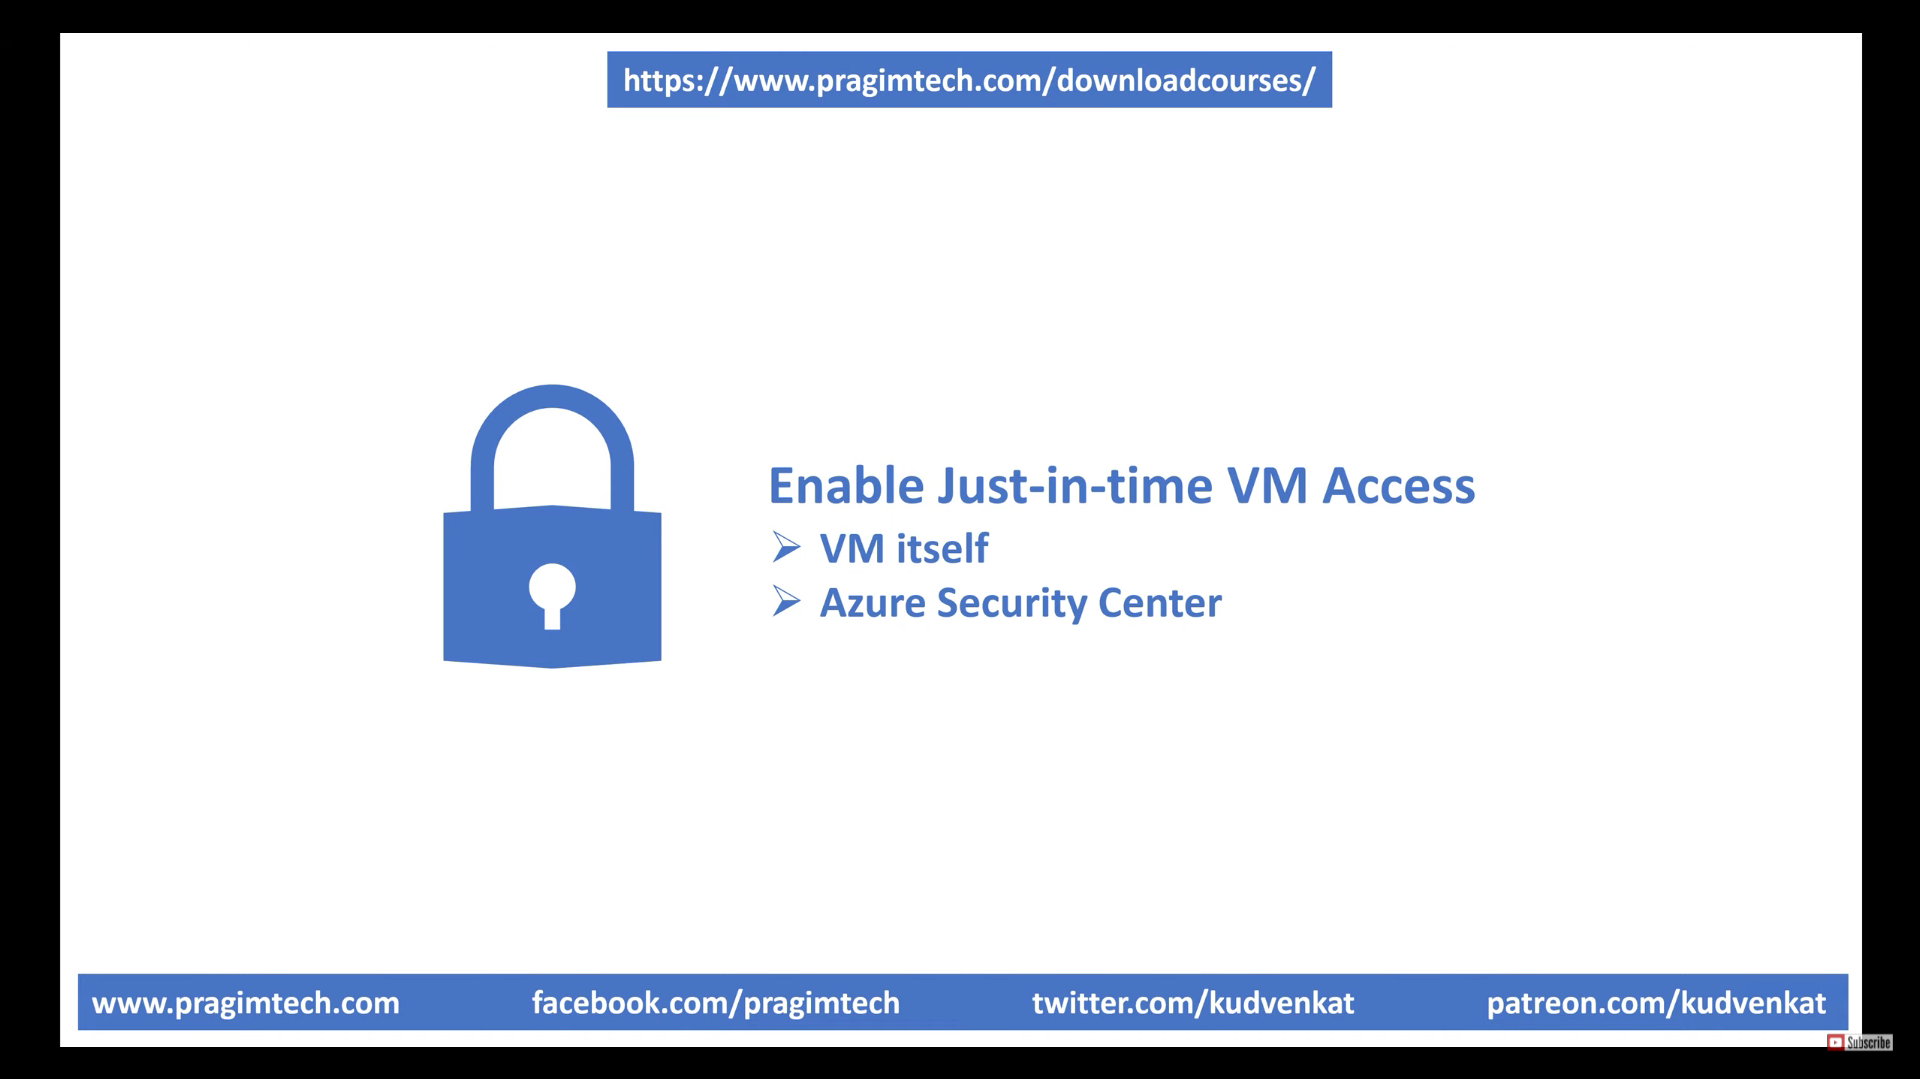 https://www.pragimtech.com/downloadcourses/
Enable Just-in-time VM Access
VM itself
Azure Security Center
www.pragimtech.com facebook.com/pragimtech twitter.com/kudvenkat patreon.com/kudvenkat
Subscribe